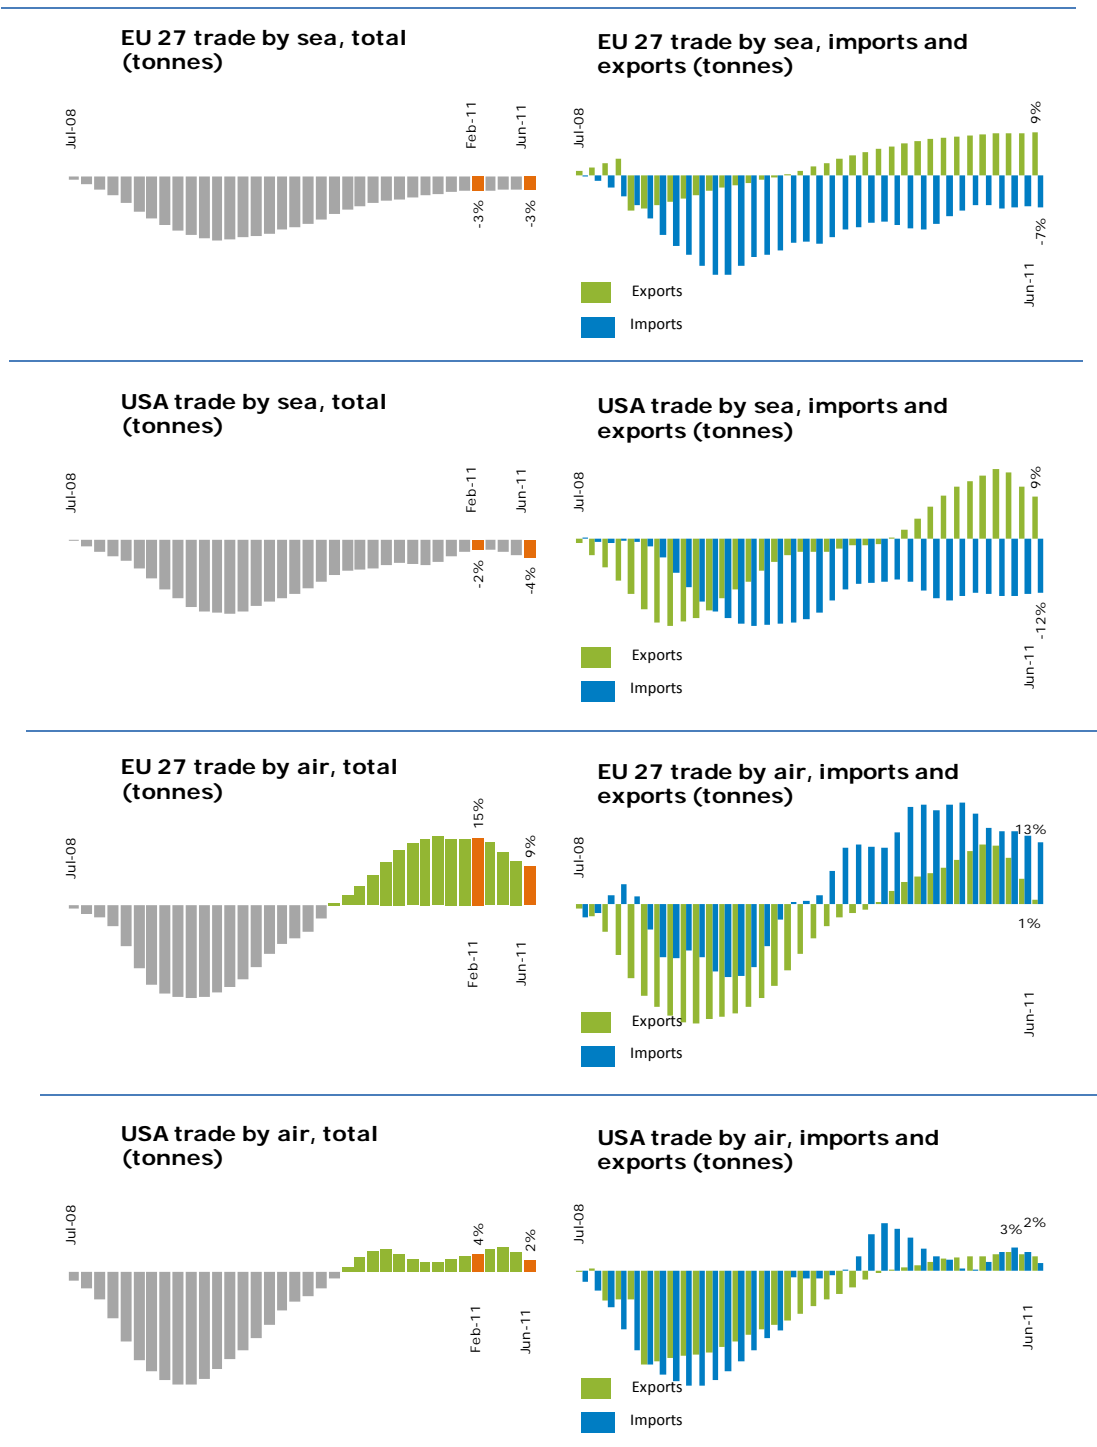 EU 27 trade by sea, total
(tonnes)
Jul-08
Feb-11
Jun-11
-3%
-3%
EU 27 trade by sea, imports and
exports (tonnes)
Jul-08
9%
-7%
Jun-11
Exports
Imports
USA trade by sea, total
(tonnes)
Jul-08
Feb-11
Jun-11
-2%
-4%
USA trade by sea, imports and
exports (tonnes)
Jul-08
9%
-12%
Jun-11
Exports
Imports
EU 27 trade by air, total
(tonnes)
Jul-08
15%
9%
Feb-11
Jun-11
EU 27 trade by air, imports and
exports (tonnes)
Jul-08
13%
1%
Jun-11
Exports
Imports
USA trade by air, total
(tonnes)
Jul-08
4%
2%
Feb-11
Jun-11
USA trade by air, imports and
exports (tonnes)
Jul-08
3%
2%
Jun-11
Exports
Imports